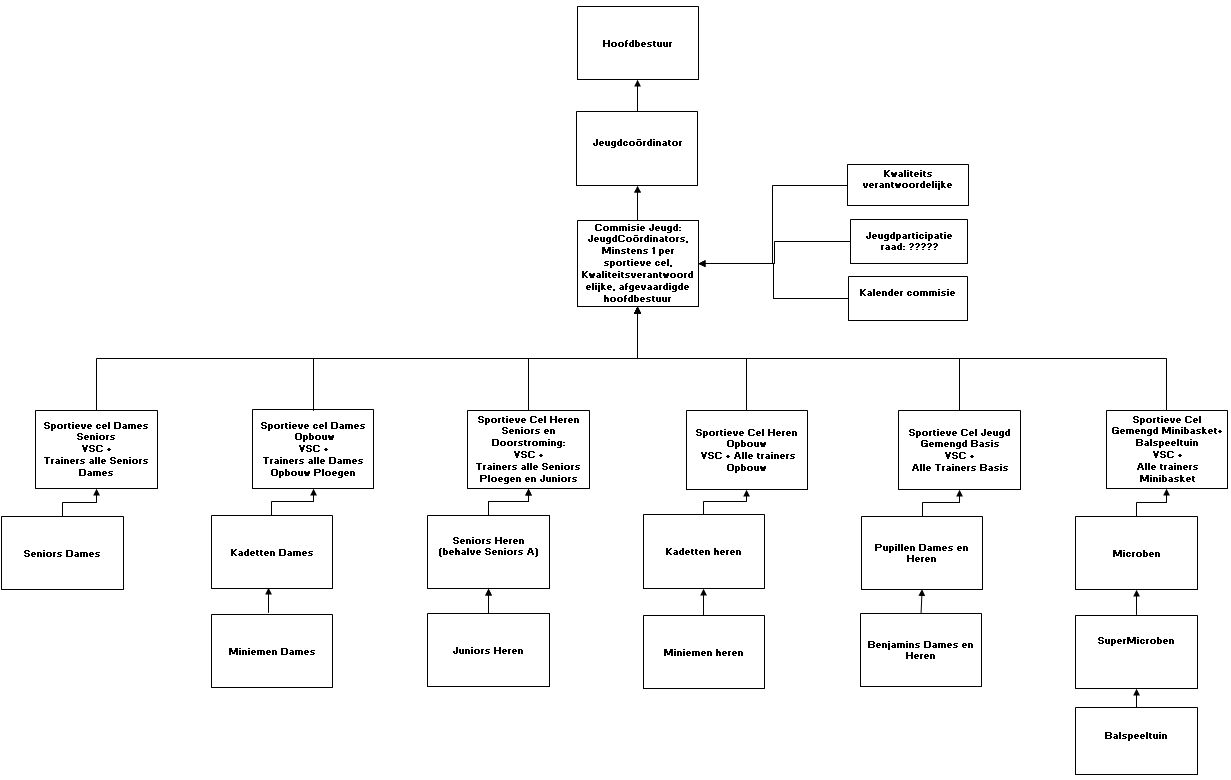 Hoofdbestuur
Jeugdcoördinator
Kwaliteits
verantwoordelijke
Commisie Jeugd:
JeugdCoördinators,
Minstens 1 per
sportieve cel,
Kwaliteitsverantwoord
elijke, afgevaardigde
hoofdbestuur
Jeugdparticipatie
raad: ?????
Kalender commisie
Sportieve cel Dames
Seniors
VSC +
Trainers alle Seniors
Dames
Sportieve cel Dames
Opbouw
VSC +
Trainers alle Dames
Opbouw Ploegen
Sportieve Cel Heren
Seniors en
Doorstroming:
VSC +
Trainers alle Seniors
Ploegen en Juniors
Sportieve Cel Heren
Opbouw
VSC + Alle trainers
Opbouw
Sportieve Cel Jeugd
Gemengd Basis
VSC +
Alle Trainers Basis
Sportieve Cel
Gemengd Minibasket+
Balspeeltuin
VSC +
Alle trainers
Minibasket
Seniors Dames
Kadetten Dames
Seniors Heren
(behalve Seniors A)
Kadetten heren
Pupillen Dames en
Heren
Microben
Miniemen Dames
Juniors Heren
Miniemen heren
Benjamins Dames en
Heren
SuperMicroben
Balspeeltuin